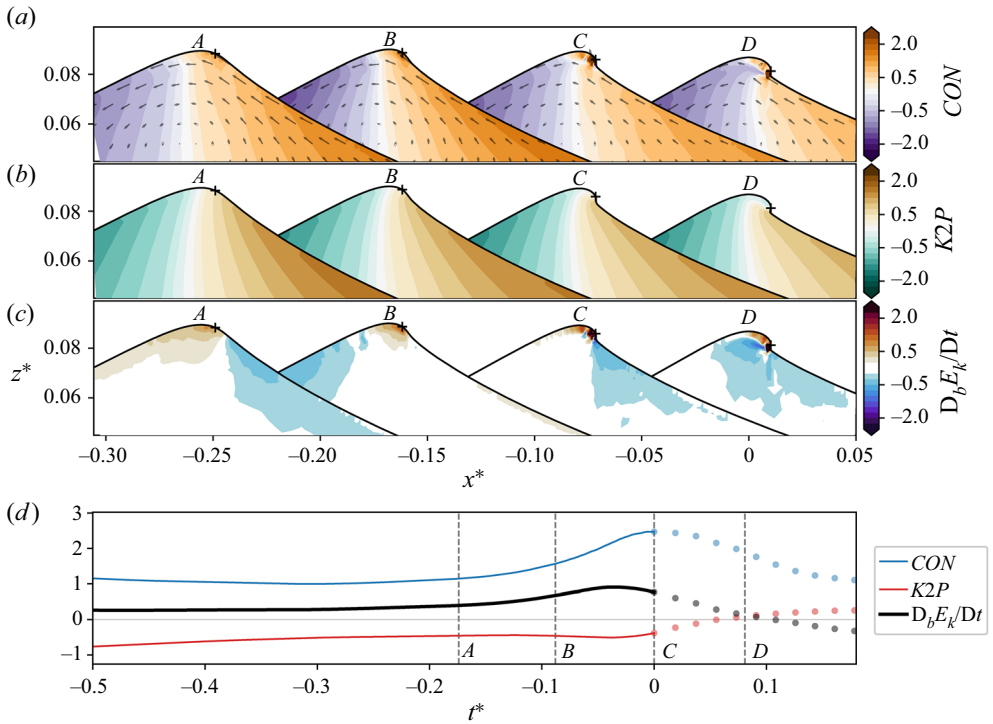 (a)
A
B
C
D
0.08
0.06
2.0
0.5
−0.5
−2.0
CON
(b)
A
B
C
D
0.08
0.06
2.0
0.5
−0.5
−2.0
K2P
(c)
A
B
C
D
0.08
0.06
z*
2.0
0.5
−0.5
−2.0
D_bE_k/Dt
−0.30
−0.25
−0.20
−0.15
−0.10
−0.05
0
0.05
x*
(d)
3
2
1
0
−1
A
B
C
D
−0.5
−0.4
−0.3
−0.2
−0.1
0
0.1
t*
CON
K2P
D_bE_k/Dt